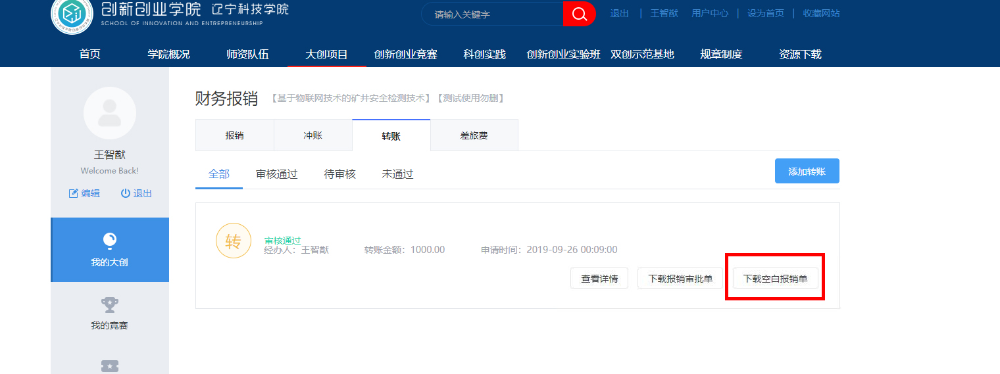 创新创业学院 辽宁科技学院
SCHOOL OF INNOVATION AND ENTREPRENEURSHIP
请输入关键字
退出 | 王智猷 用户中心 | 设为首页 | 收藏网站
首页 学院概况 师资队伍 大创项目 创新创业竞赛 科创实践 创新创业实验班 双创示范基地 规章制度 资源下载
王智猷
Welcome Back!
编辑 退出
我的大创
我的竞赛
财务报销 【基于物联网技术的矿井安全检测技术】【测试使用勿删】
报销 冲账 转账 差旅费
全部 审核通过 待审核 未通过 添加转账
转
审核通过
经办人：王智猷 转账金额：1000.00 申请时间：2019-09-26 00:09:00
查看详情 下载报销审批单 下载空白报销单